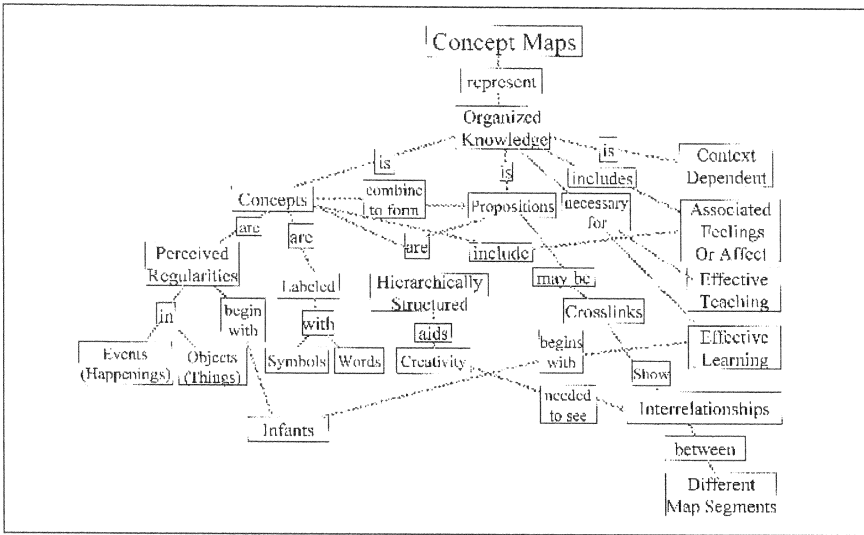 Concept Maps
represent
Organized
Knowledge
is
is
is
includes
Context
Dependent
Concepts
combine
to form
Propositions
necessary
for
Associated
Feelings
Or Affect
are
are
are
include
Perceived
Regularities
Labeled
Hierarchically
Structured
may be
Effective
Teaching
in
begin
with
with
aids
Crosslinks
begins
with
Effective
Learning
Events
(Happenings)
Objects
(Things)
Symbols
Words
Creativity
Show
needed
to see
Interrelationships
Infants
between
Different
Map Segments